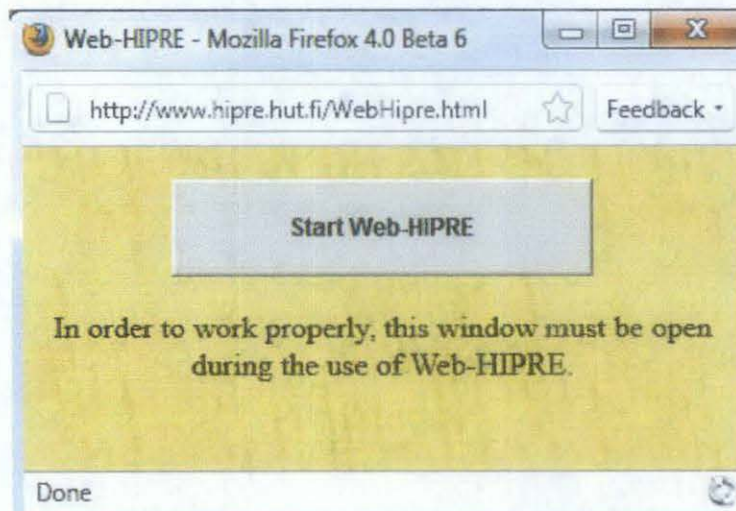 Web-HIPRE - Mozilla Firefox 4.0 Beta 6
http://www.hipre.hut.fi/WebHipre.html
Feedback
Start Web-HIPRE
In order to work properly, this window must be open
during the use of Web-HIPRE.
Done